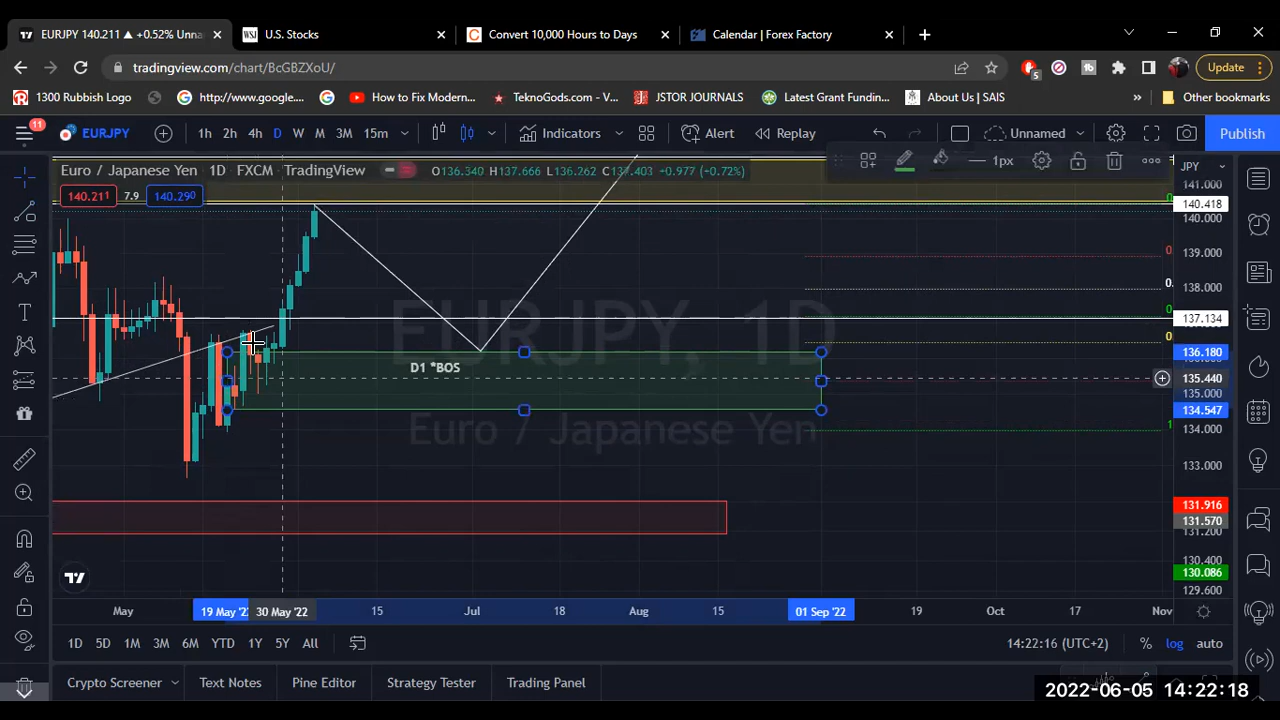 EURJPY 140.211 ▲ +0.52% Unna
U.S. Stocks
Convert 10,000 Hours to Days
Calendar | Forex Factory
tradingview.com/chart/BcGBZXoU/
5
Update
1300 Rubbish Logo
http://www.google...
How to Fix Modern...
TeknoGods.com - V...
JSTOR JOURNALS
Latest Grant Fundin...
About Us | SAIS
Other bookmarks
11
EURJPY
1h 2h 4h D W M 3M 15m
Indicators
Alert
Replay
Unnamed
Publish
Euro / Japanese Yen 1D FXCM TradingView
O136.340 H137.666 L136.262 C137.403 +0.977 (+0.72%)
1px
JPY
140.211 7.9 140.290
141.000
140.418
140.000
139.000
138.000
137.134
136.180
135.440
135.000
134.547
134.000
133.000
131.916
131.570
131.200
130.400
130.086
129.600
EURJPY, 1D
Euro / Japanese Yen
D1 *BOS
May 19 May '22 30 May '22 15 Jul 18 Aug 15 01 Sep '22 19 Oct 17 Nov
1D 5D 1M 3M 6M YTD 1Y 5Y All
14:22:16 (UTC+2)
% log auto
Crypto Screener
Text Notes
Pine Editor
Strategy Tester
Trading Panel
2022-06-05 14:22:18